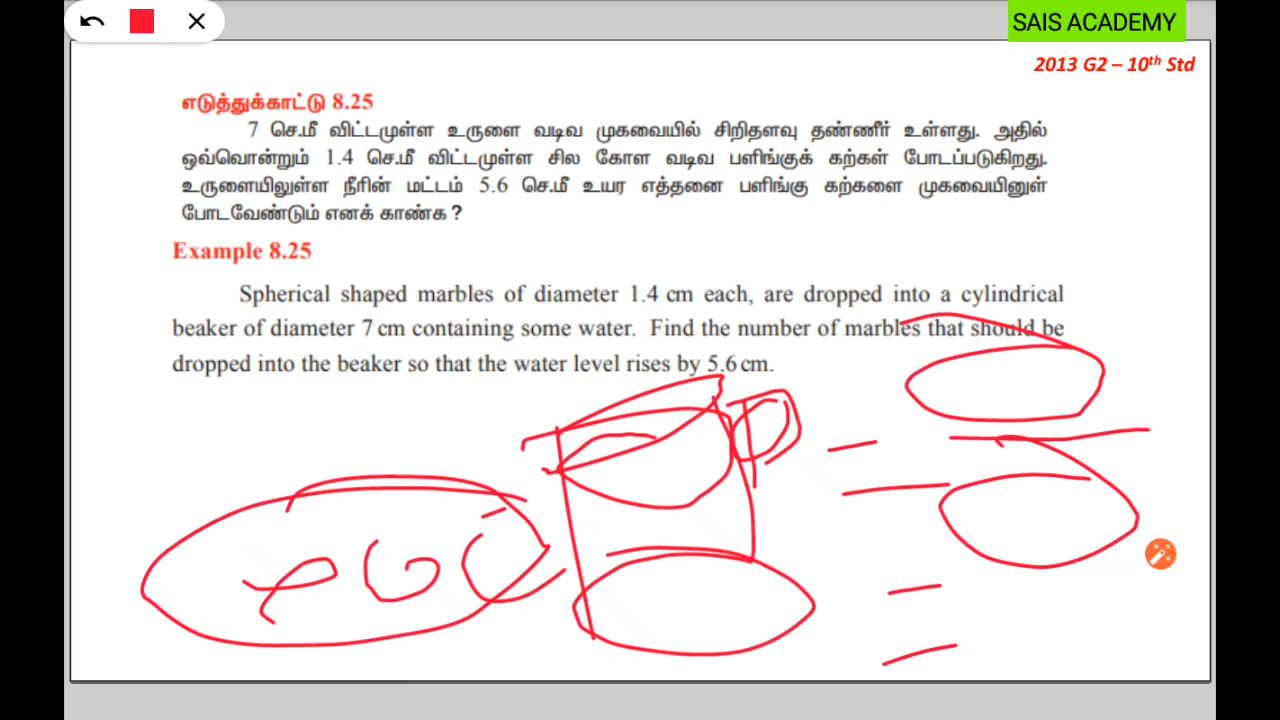 SAIS ACADEMY
2013 G2 – 10th Std
எடுத்துக்காட்டு 8.25
7 செ.மீ விட்டமுள்ள உருளை வடிவ முகவையில் சிறிதளவு தண்ணீர் உள்ளது. அதில்
ஒவ்வொன்றும் 1.4 செ.மீ விட்டமுள்ள சில கோள வடிவ பளிங்குக் கற்கள் போடப்படுகிறது.
உருளையிலுள்ள நீரின் மட்டம் 5.6 செ.மீ உயர எத்தனை பளிங்கு கற்களை முகவையினுள்
போடவேண்டும் எனக் காண்க ?
Example 8.25
Spherical shaped marbles of diameter 1.4 cm each, are dropped into a cylindrical
beaker of diameter 7 cm containing some water. Find the number of marbles that should be
dropped into the beaker so that the water level rises by 5.6 cm.